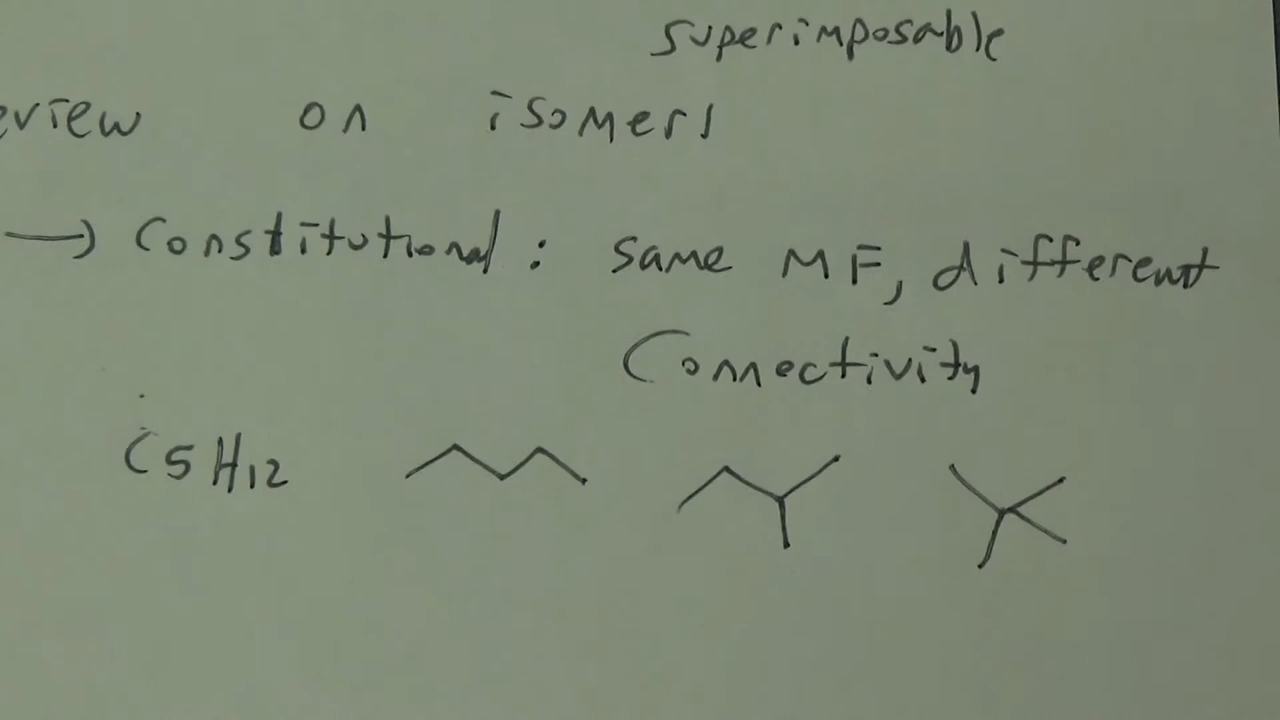 superimposable
eview on isomers
→ Constitutional : same MF, different
Connectivity
C5H12